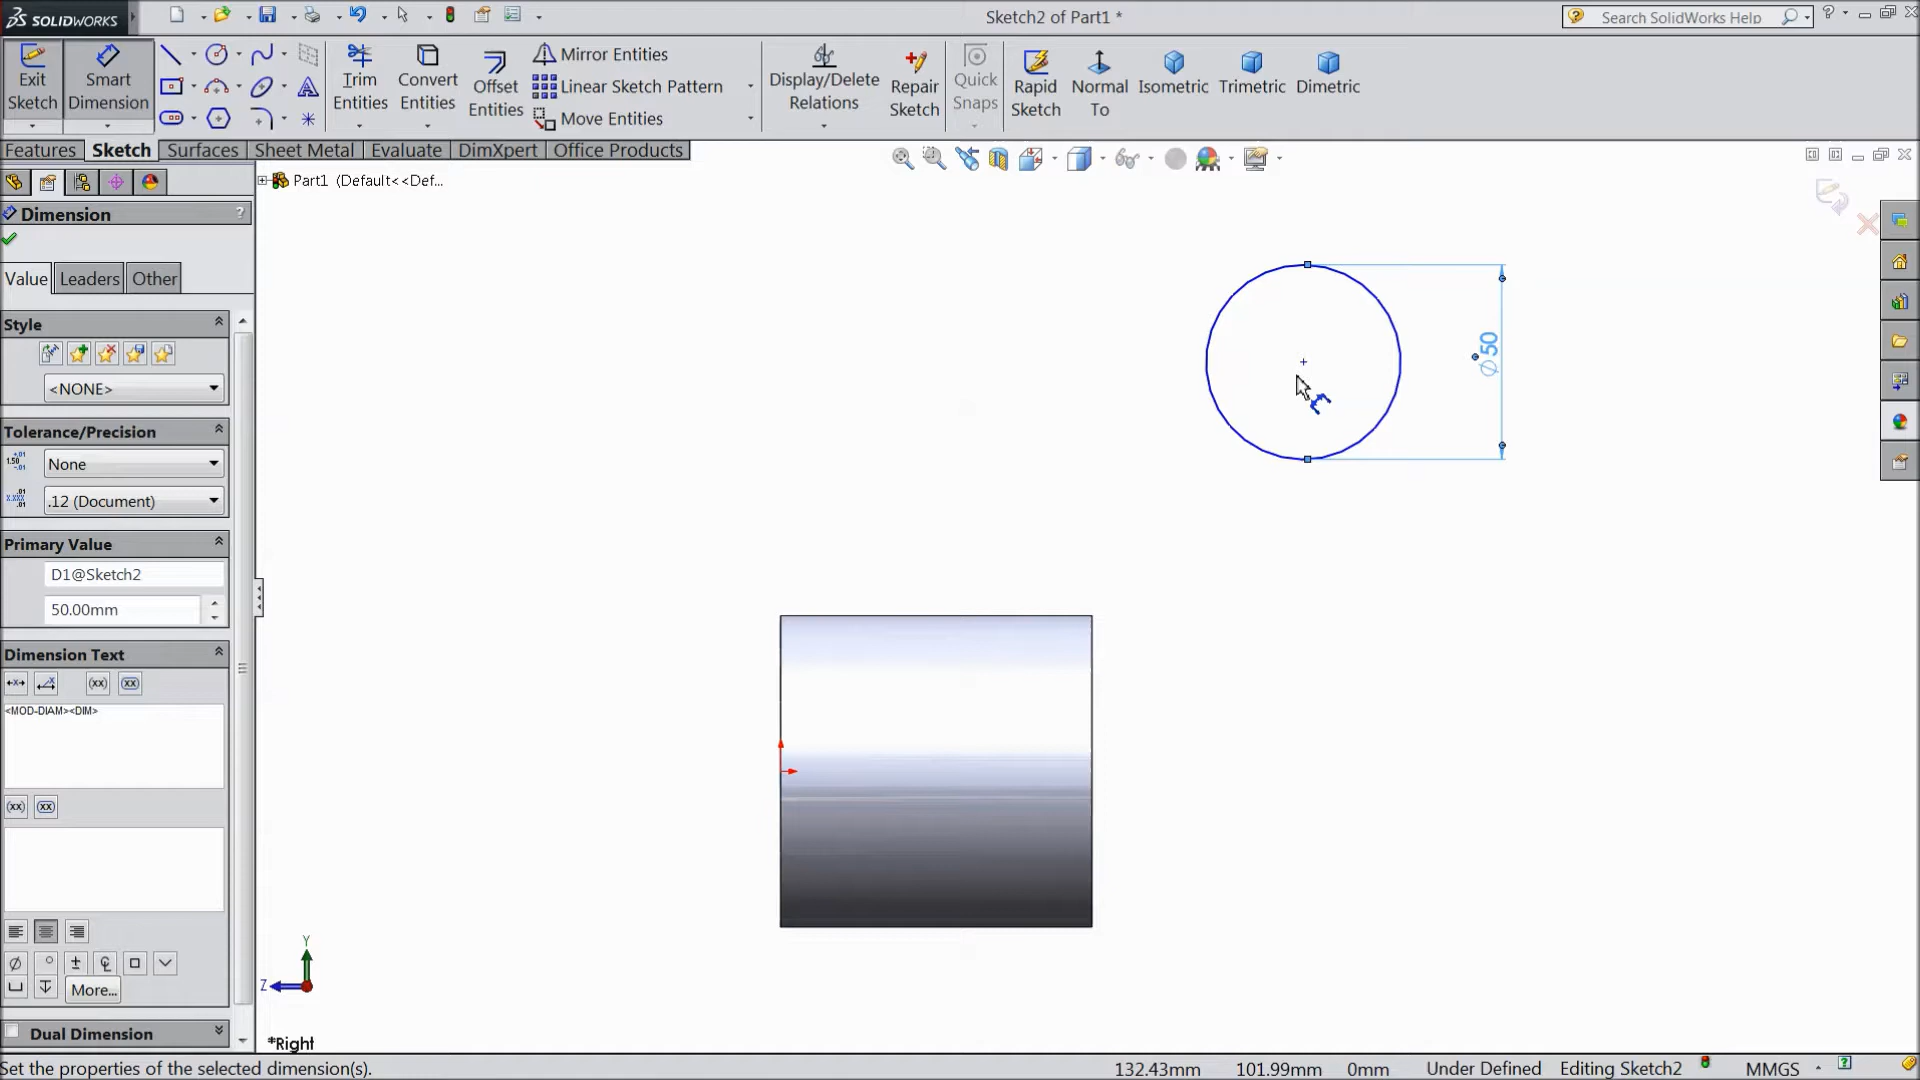 SOLIDWORKS
Sketch2 of Part1 *
Search SolidWorks Help
Exit Sketch
Smart Dimension
Trim Entities
Convert Entities
Offset Entities
Mirror Entities
Linear Sketch Pattern
Move Entities
Display/Delete Relations
Repair Sketch
Quick Snaps
Rapid Sketch
Normal To
Isometric
Trimetric
Dimetric
Features Sketch Surfaces Sheet Metal Evaluate DimXpert Office Products
Part1 (Default<<Def...
Dimension ?
Value Leaders Other
Style
<NONE>
Tolerance/Precision
None
.12 (Document)
Primary Value
D1@Sketch2
50.00mm
Dimension Text
<MOD-DIAM><DIM>
More...
Dual Dimension
∅50
Y
Z
*Right
Set the properties of the selected dimension(s).
132.43mm 101.99mm 0mm Under Defined Editing Sketch2 MMGS